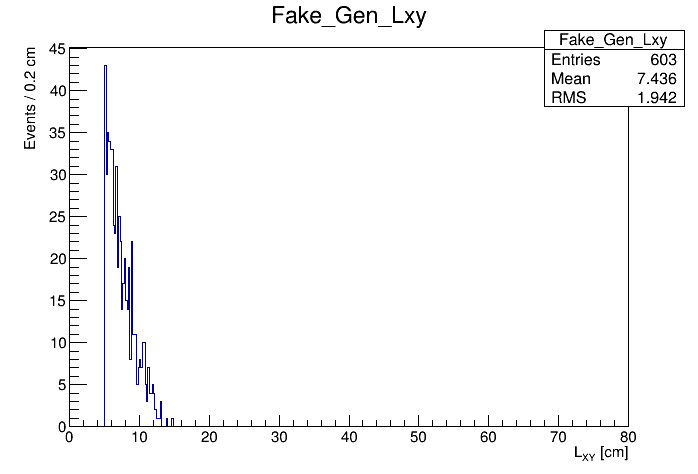 Fake_Gen_Lxy
Fake_Gen_Lxy
Entries 603
Mean 7.436
RMS 1.942
Events / 0.2 cm
45
40
35
30
25
20
15
10
5
0
0 10 20 30 40 50 60 70 80
LXY [cm]